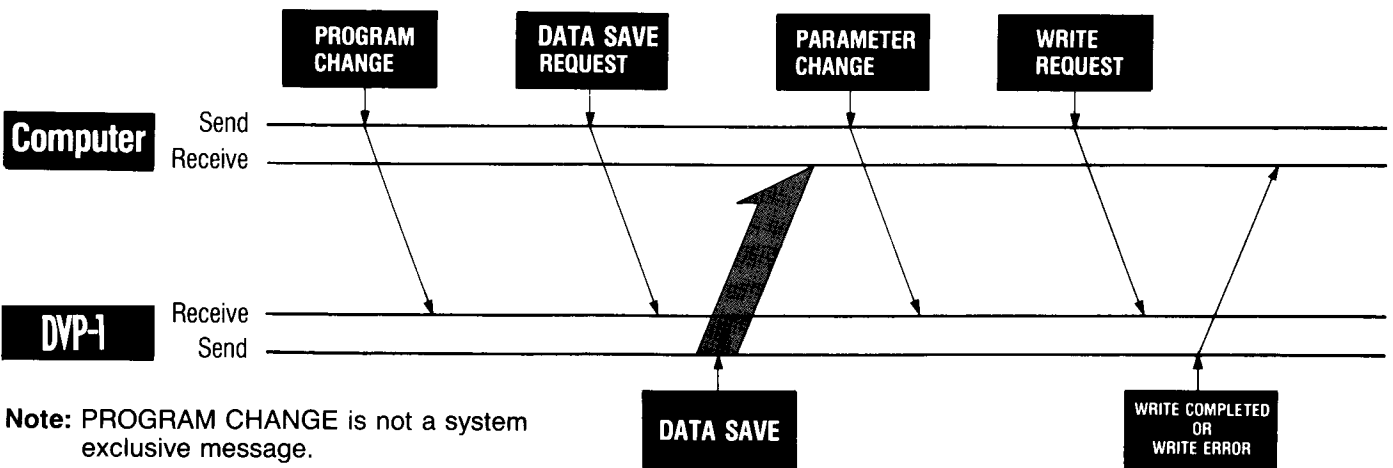 PROGRAM
CHANGE
DATA SAVE
REQUEST
PARAMETER
CHANGE
WRITE
REQUEST
Computer
Send
Receive
DVP-1
Receive
Send
Note: PROGRAM CHANGE is not a system
exclusive message.
DATA SAVE
WRITE COMPLETED
OR
WRITE ERROR